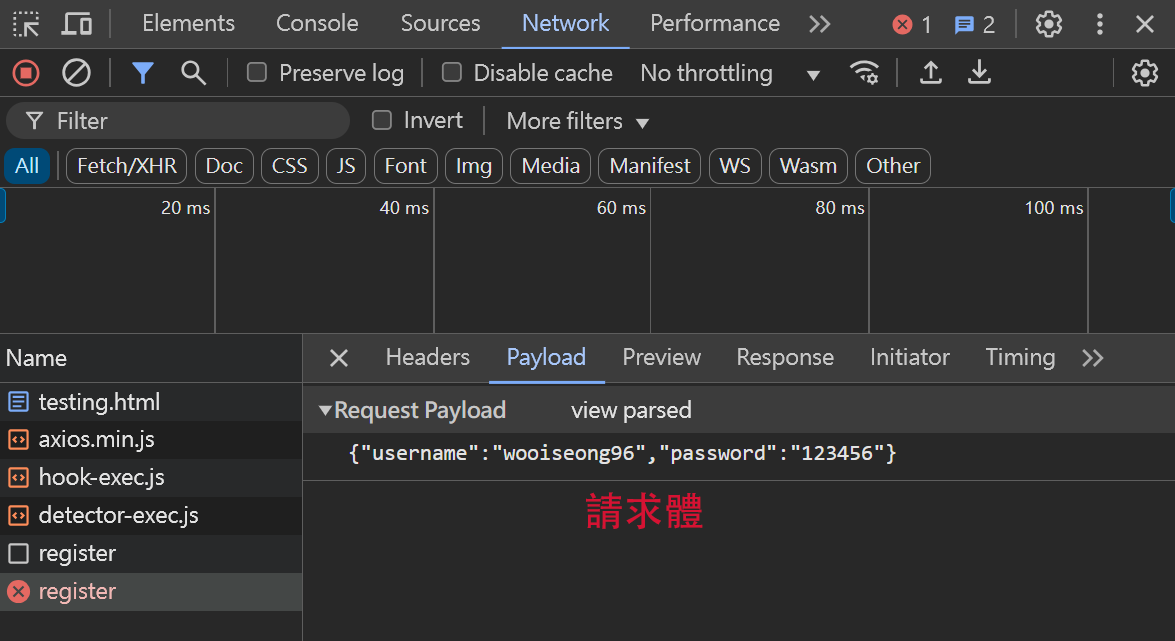 Elements Console Sources Network Performance 1 2
Preserve log Disable cache No throttling
Filter Invert More filters
All Fetch/XHR Doc CSS JS Font Img Media Manifest WS Wasm Other
20 ms 40 ms 60 ms 80 ms 100 ms
Name
testing.html
axios.min.js
hook-exec.js
detector-exec.js
register
register
Headers Payload Preview Response Initiator Timing
Request Payload view parsed
{"username":"wooiseong96","password":"123456"}
請求體